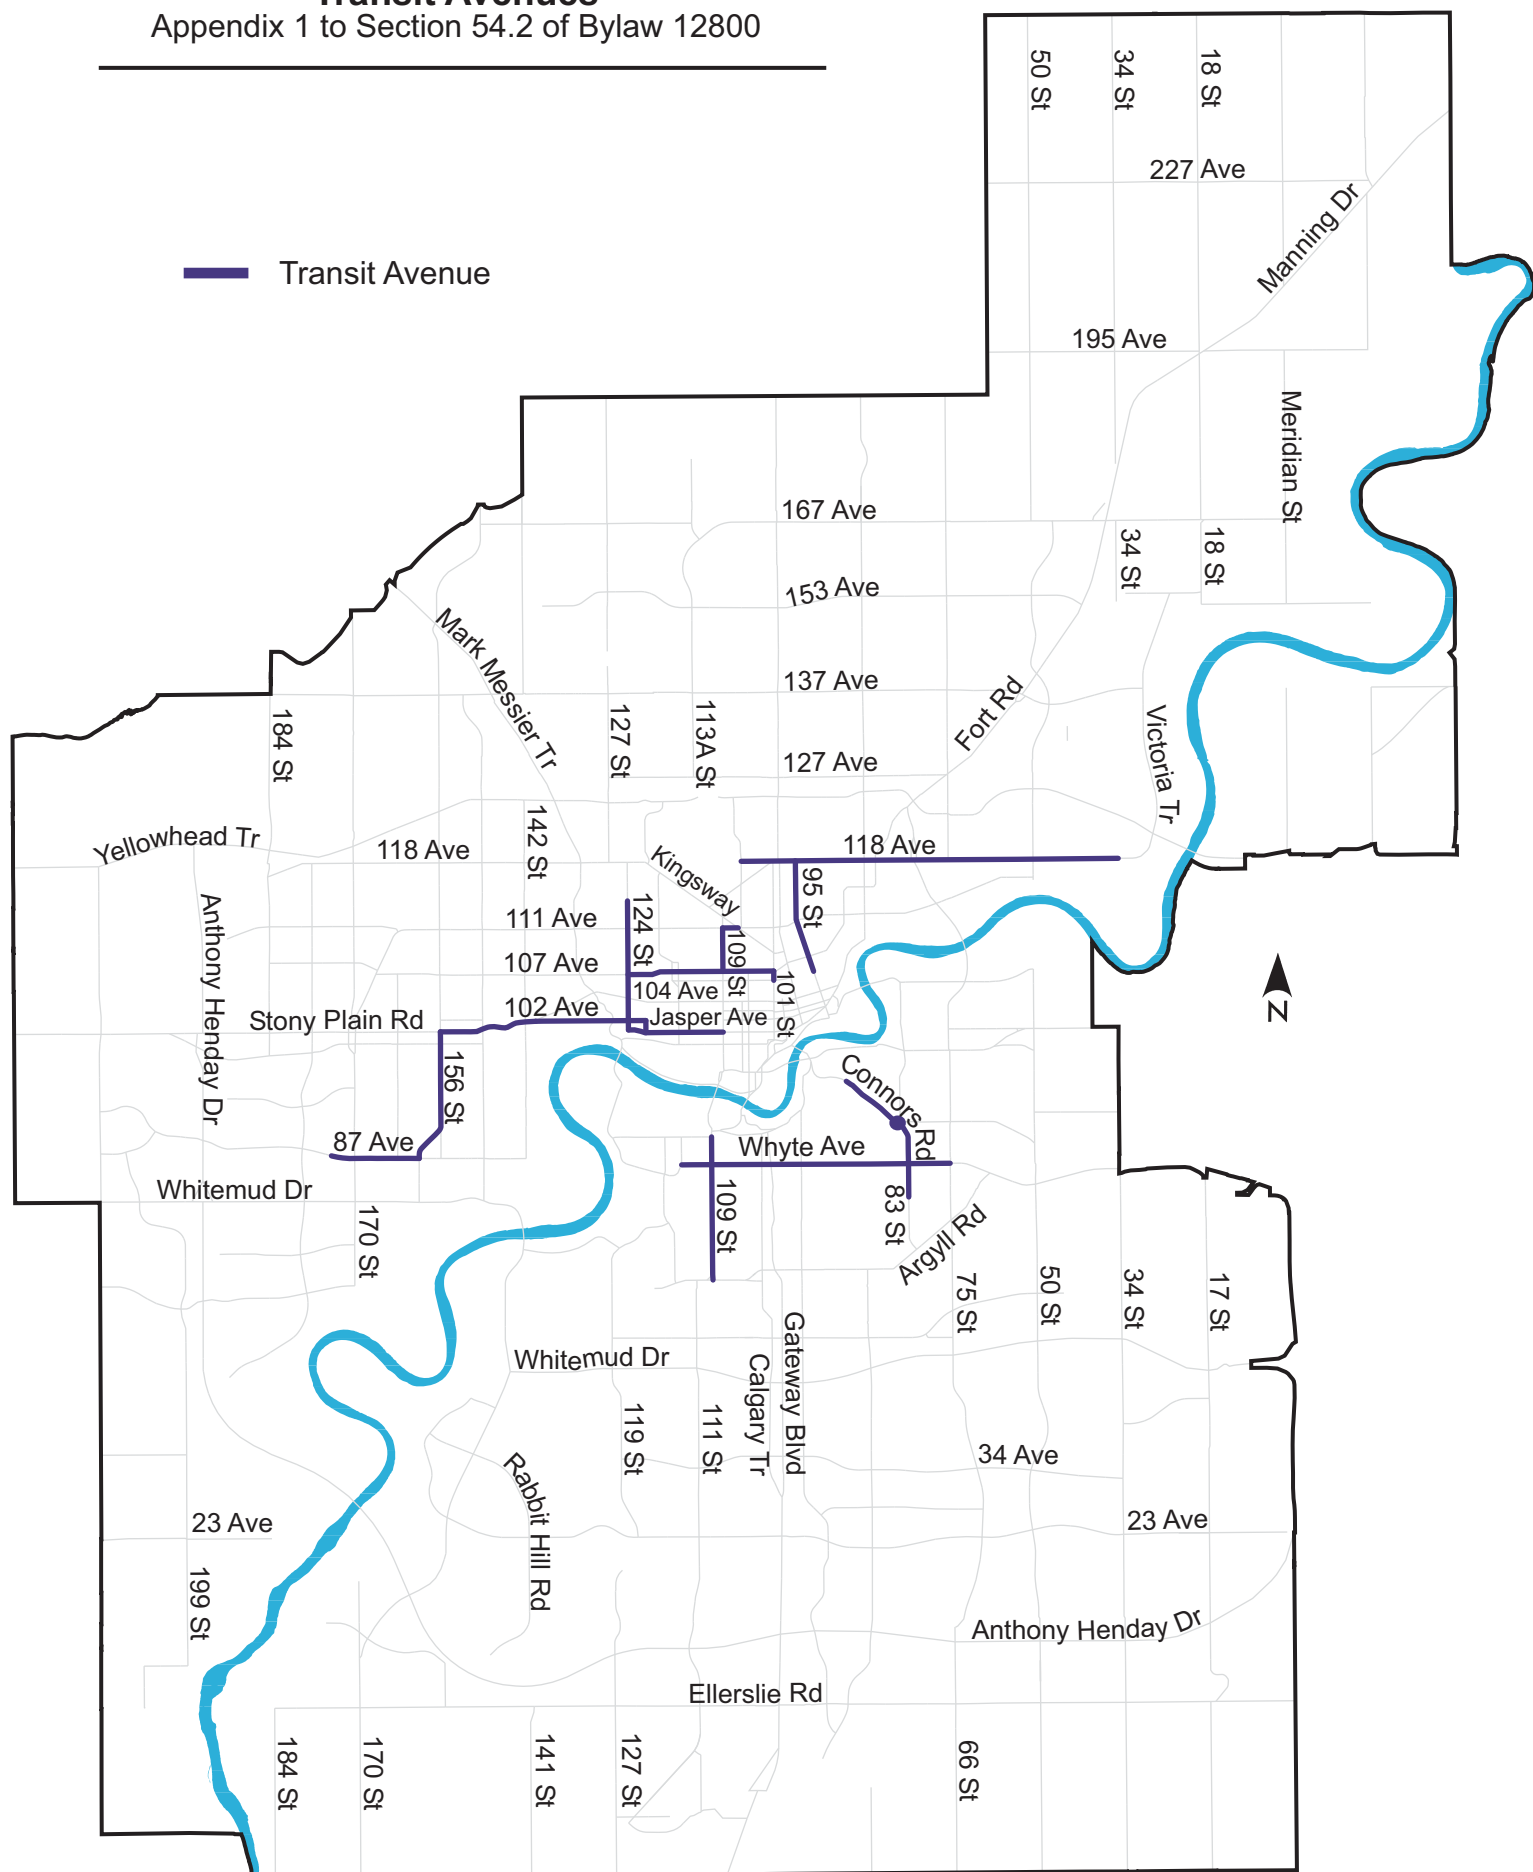 Transit Avenues
Appendix 1 to Section 54.2 of Bylaw 12800
50 St
34 St
18 St
227 Ave
Manning Dr
Transit Avenue
195 Ave
Meridian St
167 Ave
34 St
18 St
153 Ave
Mark Messier Tr
137 Ave
Fort Rd
184 St
127 St
113A St
Victoria Tr
127 Ave
142 St
Yellowhead Tr
118 Ave
118 Ave
Kingsway
95 St
Anthony Henday Dr
111 Ave
124 St
109 St
107 Ave
101 St
104 Ave
102 Ave
Jasper Ave
Stony Plain Rd
N
156 St
Connors Rd
87 Ave
Whyte Ave
Whitemud Dr
109 St
83 St
170 St
Argyll Rd
75 St
50 St
34 St
17 St
Gateway Blvd
Whitemud Dr
Calgary Tr
119 St
111 St
34 Ave
Rabbit Hill Rd
23 Ave
23 Ave
199 St
Anthony Henday Dr
Ellerslie Rd
184 St
170 St
141 St
127 St
66 St